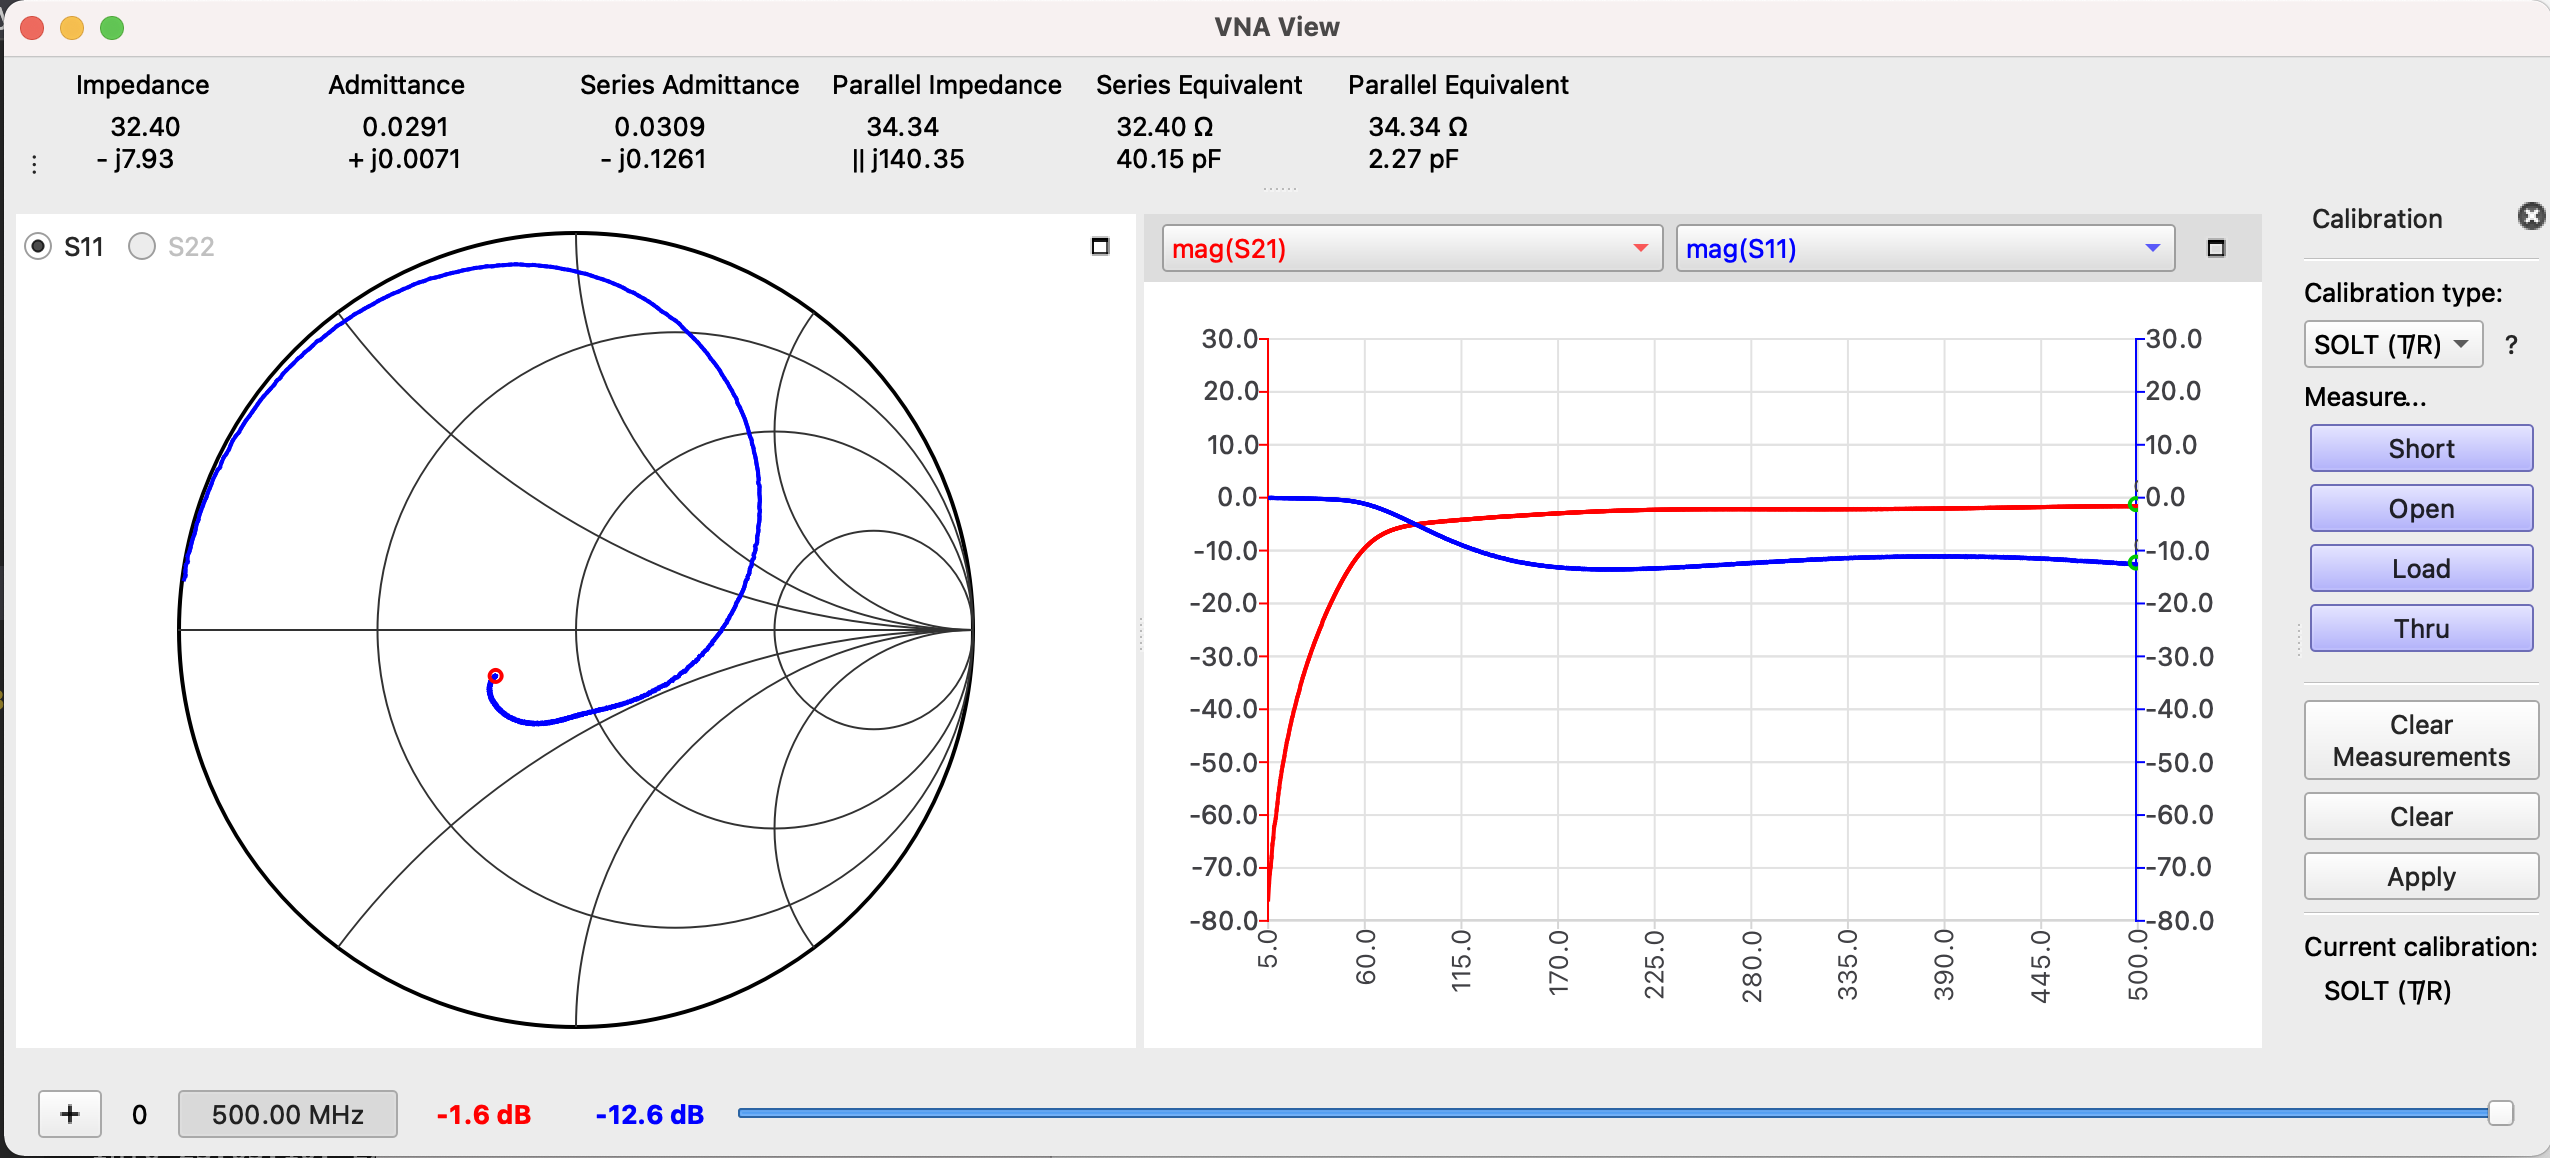 VNA View
Impedance Admittance Series Admittance Parallel Impedance Series Equivalent Parallel Equivalent
32.40 0.0291 0.0309 34.34 32.40 Ω 34.34 Ω
- j7.93 + j0.0071 - j0.1261 || j140.35 40.15 pF 2.27 pF
S11 S22
mag(S21) mag(S11)
30.0 30.0
20.0 20.0
10.0 10.0
0.0 0.0
-10.0 -10.0
-20.0 -20.0
-30.0 -30.0
-40.0 -40.0
-50.0 -50.0
-60.0 -60.0
-70.0 -70.0
-80.0 -80.0
5.0 60.0 115.0 170.0 225.0 280.0 335.0 390.0 445.0 500.0
Calibration
Calibration type:
SOLT (T/R) ?
Measure...
Short
Open
Load
Thru
Clear
Measurements
Clear
Apply
Current calibration:
SOLT (T/R)
+ 0 500.00 MHz -1.6 dB -12.6 dB